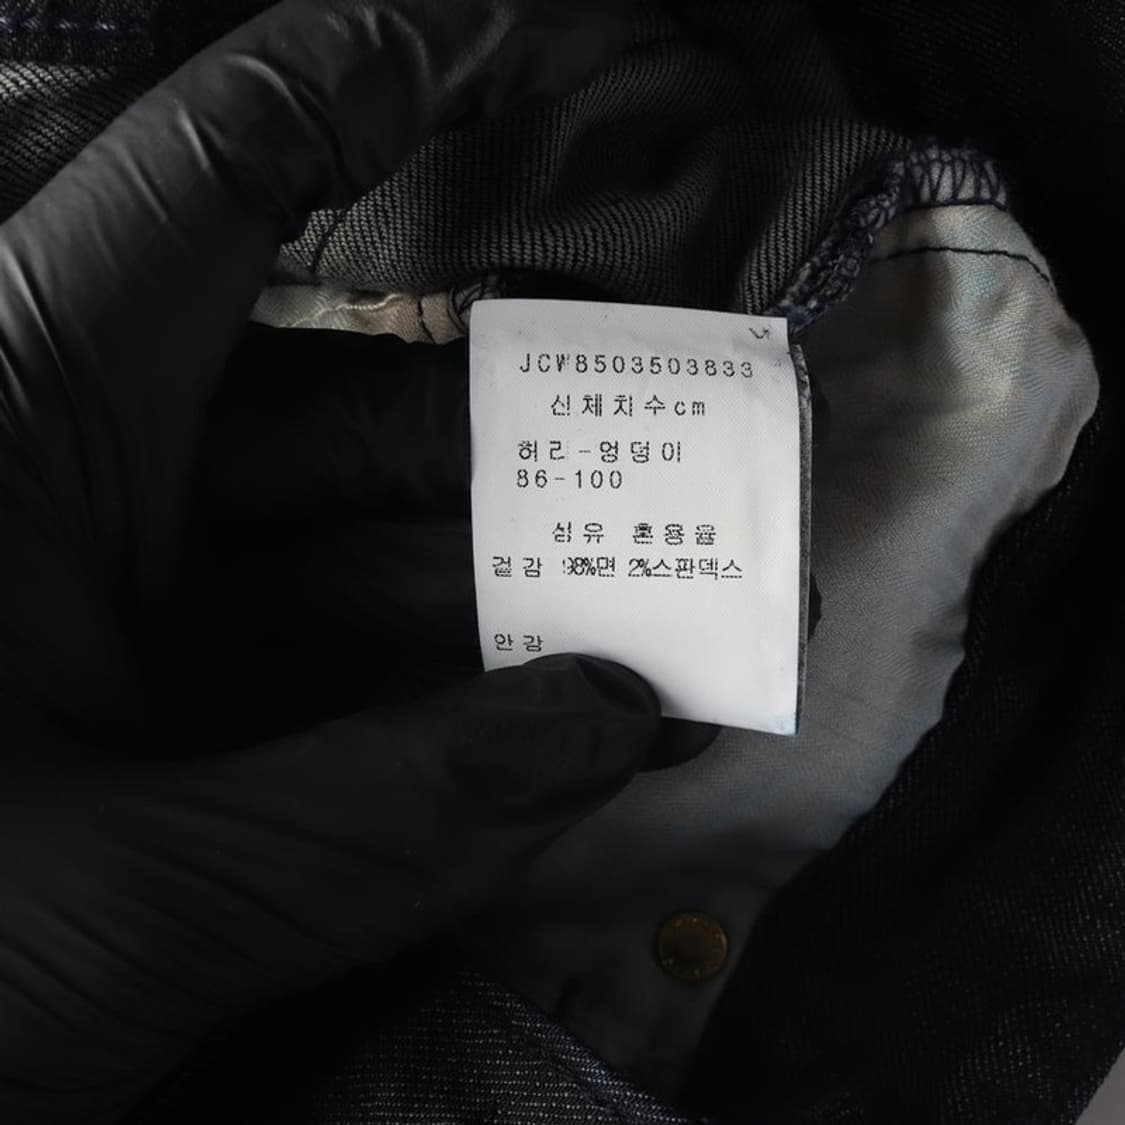 JCW8503503833
신체치수cm
허리-엉덩이
86-100
섬유 혼용율
겉감 98%면 2%스판덱스
안감